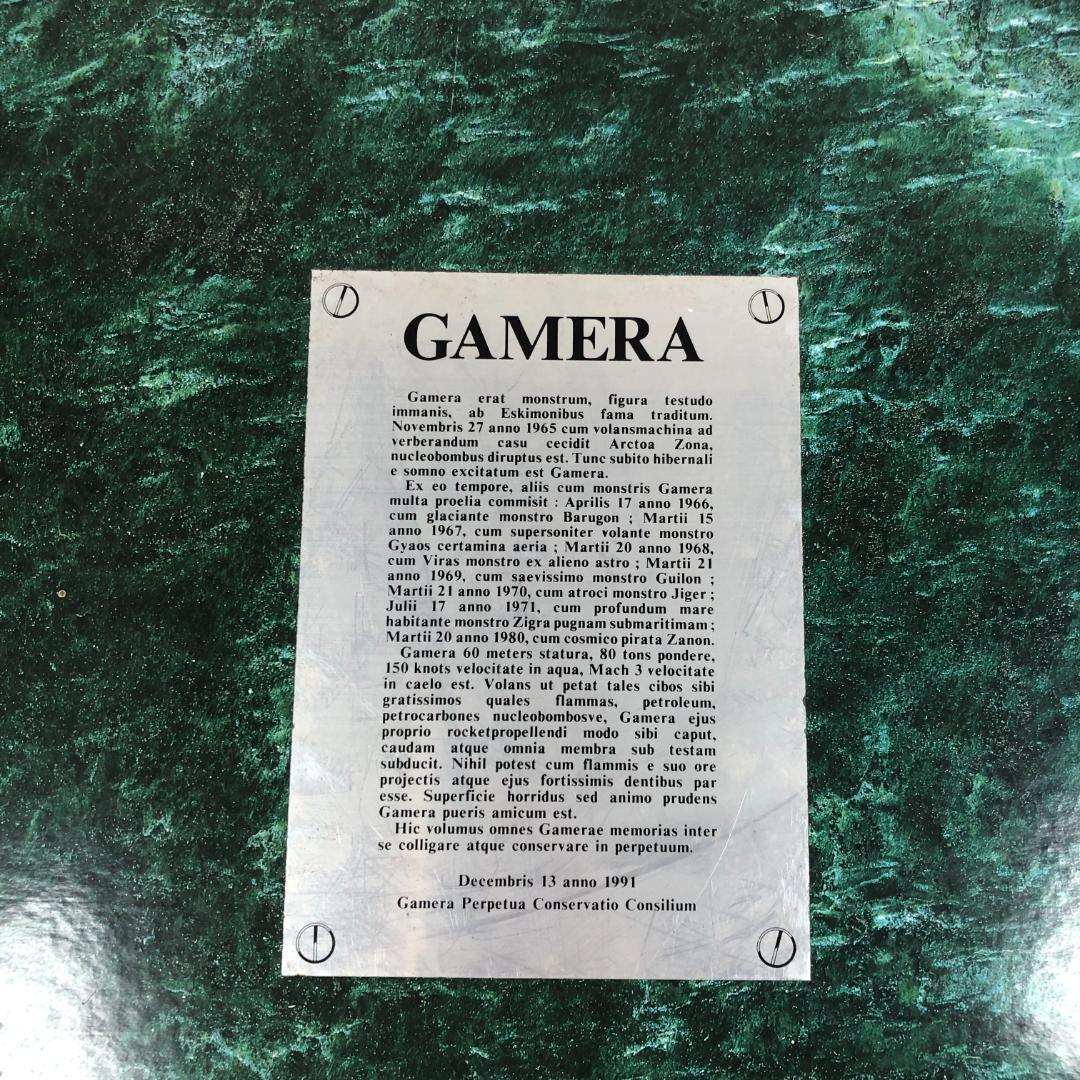 GAMERA
Gamera erat monstrum, figura testudo
immanis, ab Eskimonibus fama traditum.
Novembris 27 anno 1965 cum volansmachina ad
verberandum casu cecidit Arctoa Zona,
nucleobombus diruptus est. Tunc subito hibernali
e somno excitatum est Gamera.
Ex eo tempore, aliis cum monstris Gamera
multa proelia commisit : Aprilis 17 anno 1966,
cum glaciante monstro Barugon ; Martii 15
anno 1967, cum supersoniter volante monstro
Gyaos certamina aeria ; Martii 20 anno 1968,
cum Viras monstro ex alieno astro ; Martii 21
anno 1969, cum saevissimo monstro Guilon ;
Martii 21 anno 1970, cum atroci monstro Jiger ;
Julii 17 anno 1971, cum profundum mare
habitante monstro Zigra pugnam submaritimam ;
Martii 20 anno 1980, cum cosmico pirata Zanon.
Gamera 60 meters statura, 80 tons pondere,
150 knots velocitate in aqua, Mach 3 velocitate
in caelo est. Volans ut petat tales cibos sibi
gratissimos quales flammas, petroleum,
petrocarbones nucleobombosve, Gamera ejus
proprio rocketpropellendi modo sibi caput,
caudam atque omnia membra sub testam
subducit. Nihil potest cum flammis e suo ore
projectis atque ejus fortissimis dentibus par
esse. Superficie horridus sed animo prudens
Gamera pueris amicum est.
Hic volumus omnes Gamerae memorias inter
se colligare atque conservare in perpetuum.
Decembris 13 anno 1991
Gamera Perpetua Conservatio Consilium